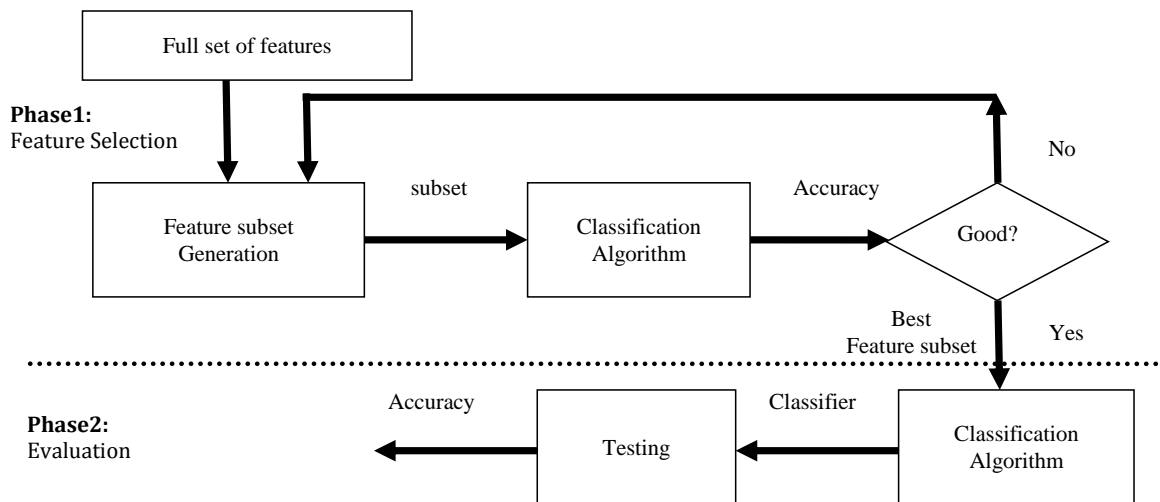 Full set of features
Phase1:
Feature Selection
No
subset
Accuracy
Feature subset
Generation
Classification
Algorithm
Good?
Best
Feature subset
Yes
Phase2:
Evaluation
Accuracy
Testing
Classifier
Classification
Algorithm